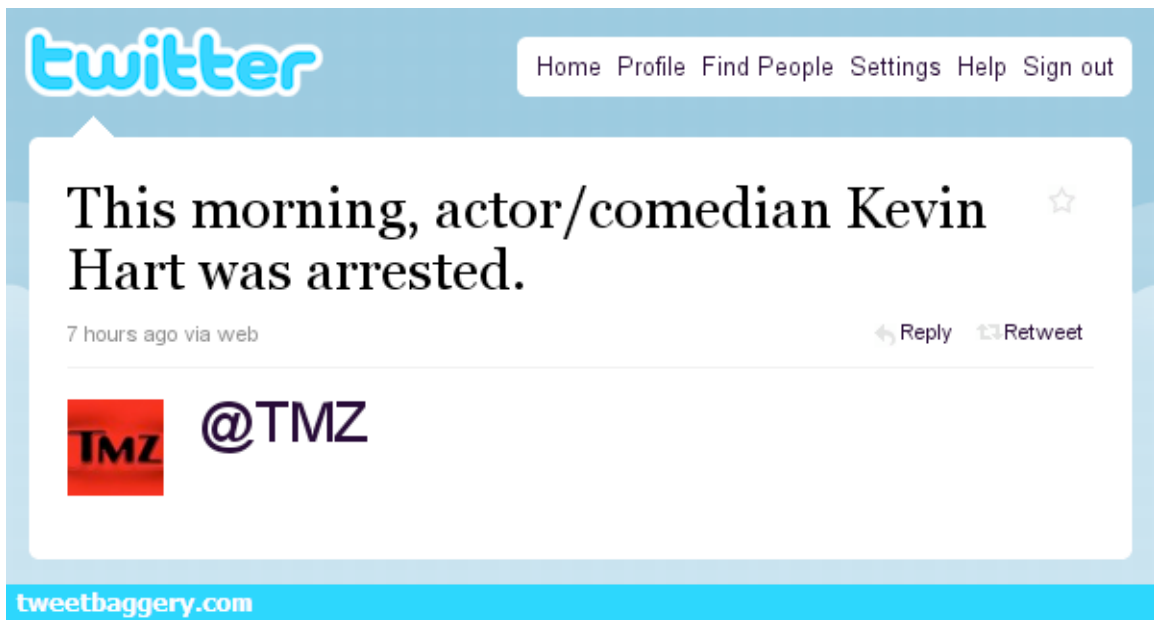 twitter
Home Profile Find People Settings Help Sign out
This morning, actor/comedian Kevin
Hart was arrested.
7 hours ago via web
Reply Retweet
TMZ
@TMZ
tweetbaggery.com